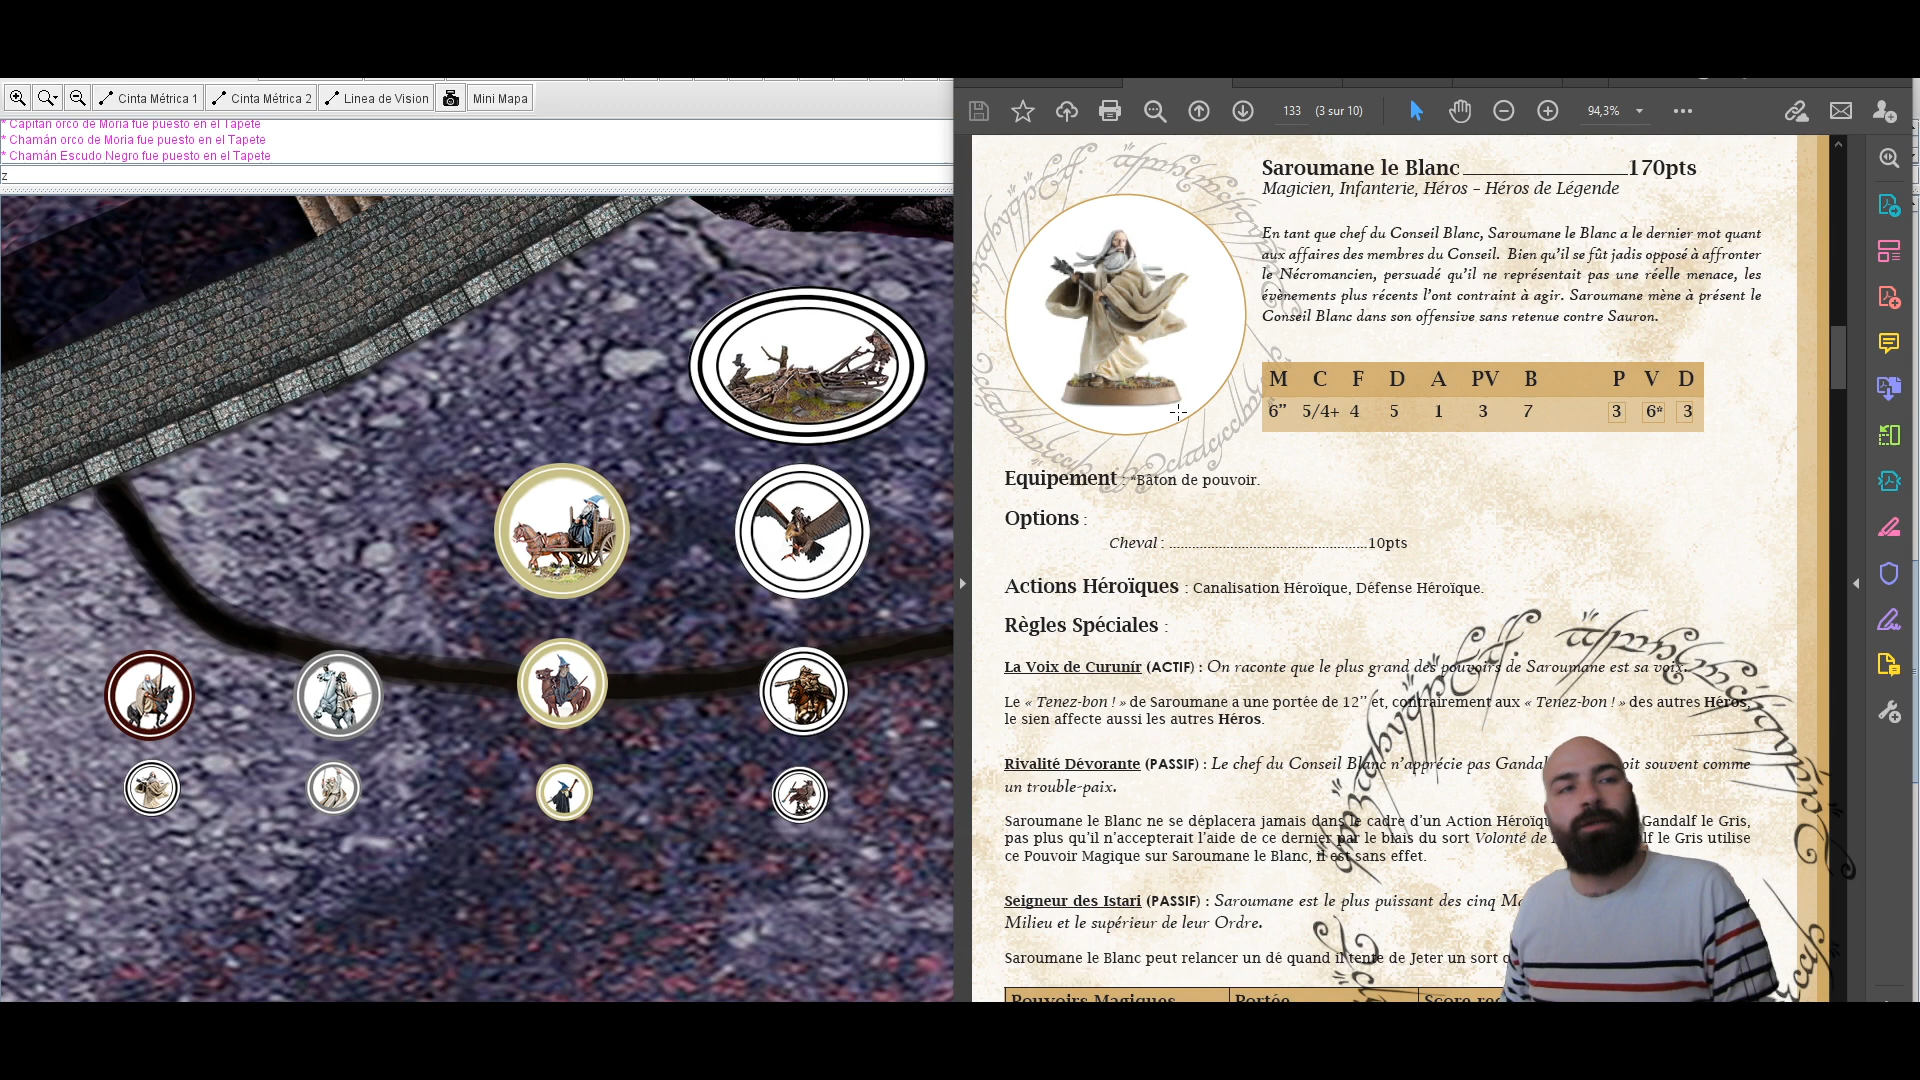 Cinta Métrica 1
Cinta Métrica 2
Linea de Vision
Mini Mapa
* Capitán orco de Moria fue puesto en el Tapete
* Chamán orco de Moria fue puesto en el Tapete
* Chamán Escudo Negro fue puesto en el Tapete
z
133 (3 sur 10)
94,3%
Saroumane le Blanc 170pts
Magicien, Infanterie, Héros – Héros de Légende
En tant que chef du Conseil Blanc, Saroumane le Blanc a le dernier mot quant
aux affaires des membres du Conseil. Bien qu'il se fût jadis opposé à affronter
le Nécromancien, persuadé qu'il ne représentait pas une réelle menace, les
évènements plus récents l'ont contraint à agir. Saroumane mène à présent le
Conseil Blanc dans son offensive sans retenue contre Sauron.
M C F D A PV B P V D
6" 5/4+ 4 5 1 3 7 3 6* 3
Equipement : *Bâton de pouvoir.
Options :
Cheval : ....................................................10pts
Actions Héroïques : Canalisation Héroïque, Défense Héroïque.
Règles Spéciales :
La Voix de Curunír (ACTIF) : On raconte que le plus grand des pouvoirs de Saroumane est sa voix.
Le « Tenez-bon ! » de Saroumane a une portée de 12" et, contrairement aux « Tenez-bon ! » des autres Héros,
le sien affecte aussi les autres Héros.
Rivalité Dévorante (PASSIF) : Le chef du Conseil Blanc n'apprécie pas souvent comme
un trouble-paix.
Saroumane le Blanc ne se déplacera jamais dans le cadre d'un Action Gandalf le Gris,
pas plus qu'il n'accepterait l'aide de ce dernier par le biais du sort Volonté de le Gris utilise
ce Pouvoir Magique sur Saroumane le Blanc, il est sans effet.
Seigneur des Istari (PASSIF) : Saroumane est le plus puissant des cinq
Milieu et le supérieur de leur Ordre.
Saroumane le Blanc peut relancer un dé quand il tente de Jeter un sort
Pouvoirs Magiques Portée Score